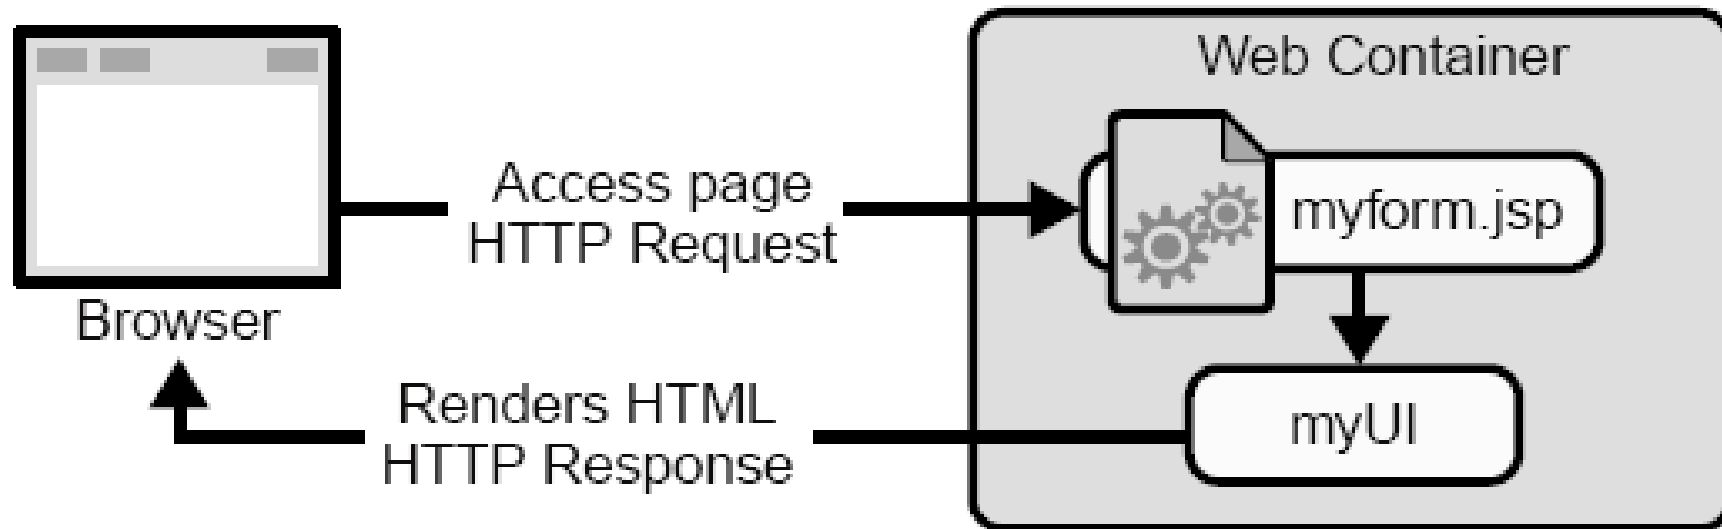 Web Container
Access page
HTTP Request
myform.jsp
Browser
Renders HTML
HTTP Response
myUI